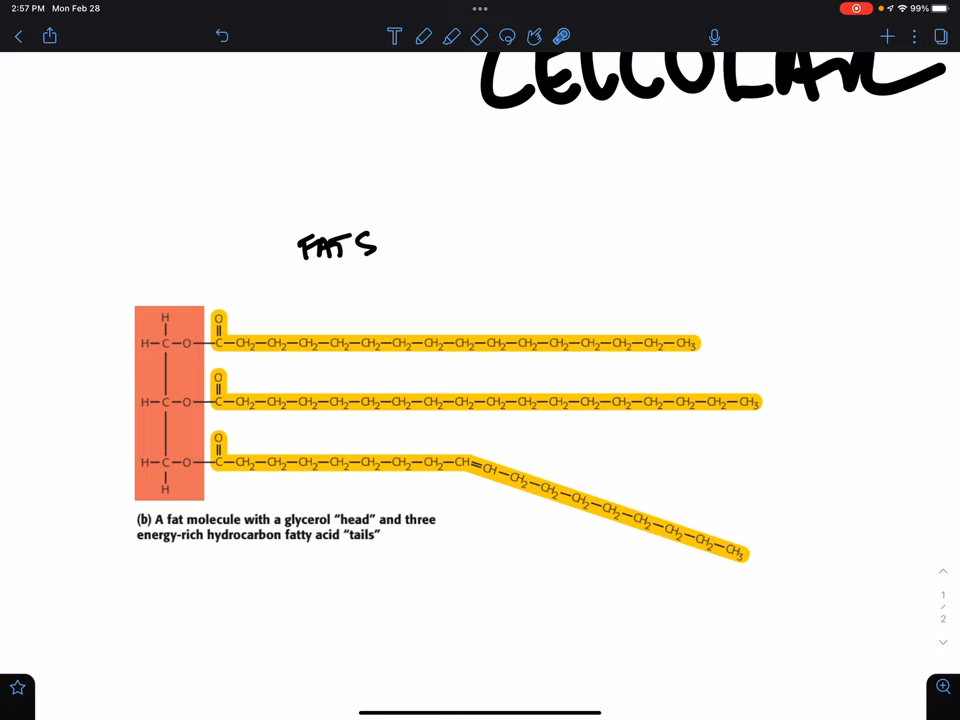 2:57 PM Mon Feb 28
99%
CELLULAR
FATS
H
H–C–O–C–CH₂–CH₂–CH₂–CH₂–CH₂–CH₂–CH₂–CH₂–CH₂–CH₂–CH₂–CH₂–CH₂–CH₂–CH₃
O
H–C–O–C–CH₂–CH₂–CH₂–CH₂–CH₂–CH₂–CH₂–CH₂–CH₂–CH₂–CH₂–CH₂–CH₂–CH₂–CH₂–CH₂–CH₃
O
H–C–O–C–CH₂–CH₂–CH₂–CH₂–CH₂–CH₂–CH₂–CH=CH–CH₂–CH₂–CH₂–CH₂–CH₂–CH₂–CH₂–CH₃
O
H
(b) A fat molecule with a glycerol “head” and three
energy-rich hydrocarbon fatty acid “tails”
1
/
2